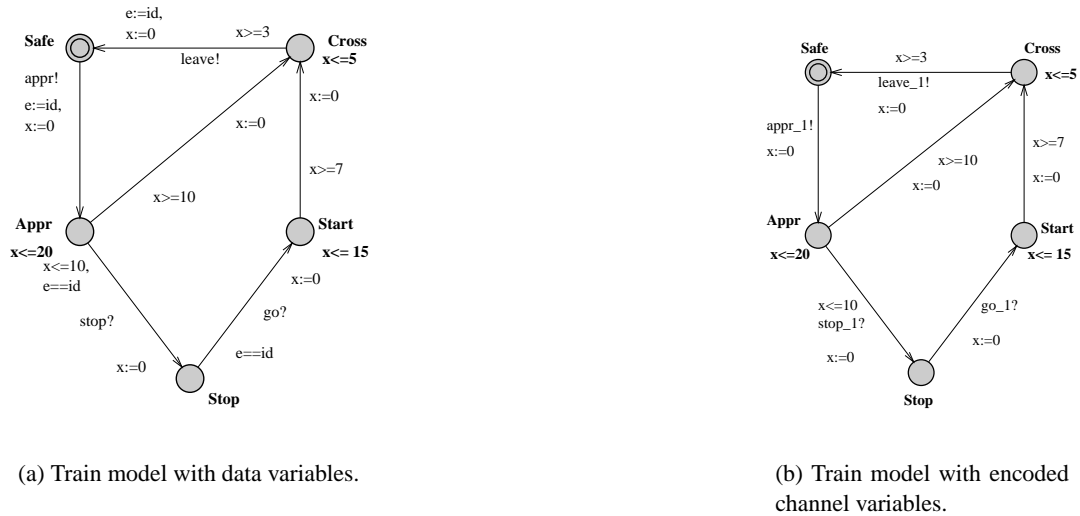 e:=id,
x:=0
x>=3
Safe
Cross
leave!
x<=5
appr!
e:=id,
x:=0
x:=0
x:=0
x>=7
x>=10
Appr
Start
x<=20
x<= 15
x<=10,
e==id
x:=0
stop?
go?
x:=0
e==id
Stop
(a) Train model with data variables.
Safe
x>=3
Cross
leave_1!
x<=5
x:=0
appr_1!
x:=0
x>=7
x>=10
x:=0
x:=0
Appr
Start
x<=20
x<= 15
x<=10
stop_1?
go_1?
x:=0
x:=0
Stop
(b) Train model with encoded
channel variables.